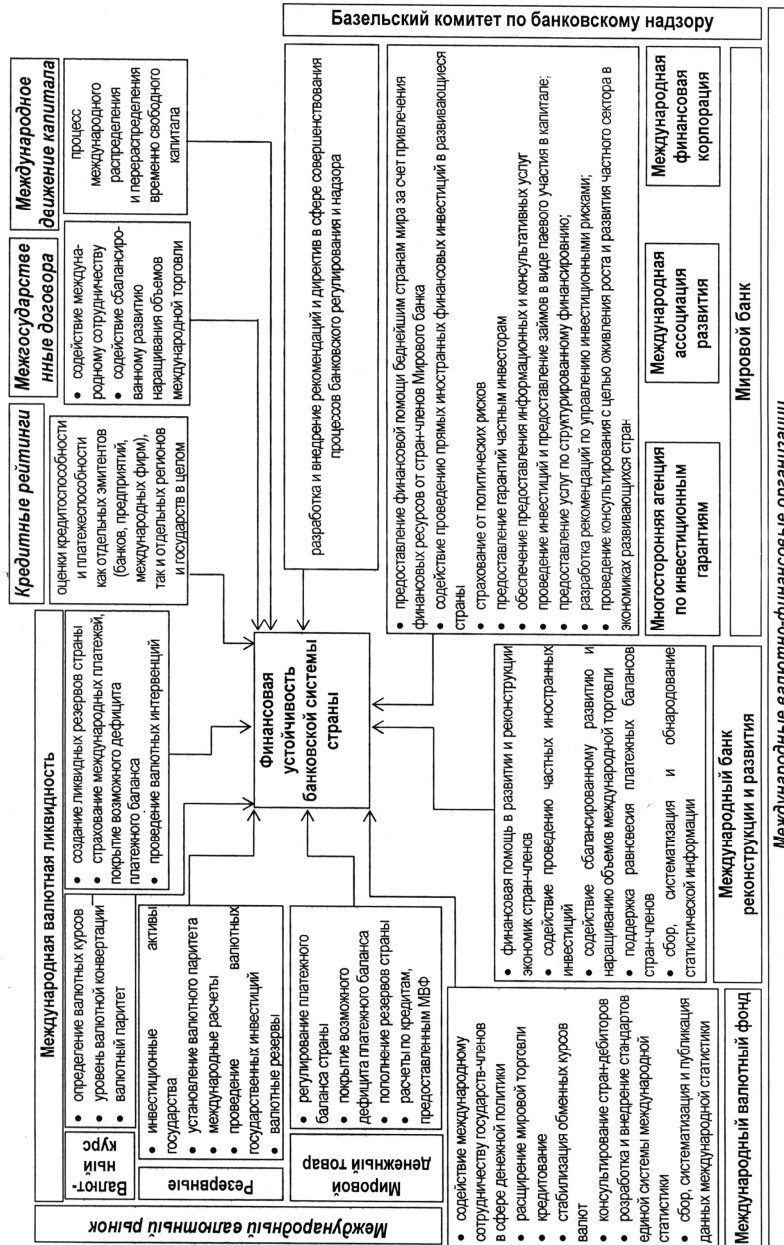 Международная валютная ликвидность
Кредитные рейтинги
Межгосударстве
нные договора
Международное
движение капитала
Международный валютный рынок
Валют-
ный
курс
• определение валютных курсов
• уровень валютной конвертации
• валютный паритет
• создание ликвидных резервов страны
• страхование международных платежей,
покрытие возможного дефицита
платежного баланса
• проведение валютных интервенций
оценки кредитоспособности
и платежеспособности
как отдельных эмитентов
(банков, предприятий,
международных фирм),
так и отдельных регионов
и государств в целом
• содействие междуна-
родному сотрудничеству
• содействие сбалансиро-
ванному развитию
наращивания объемов
международной торговли
процесс
международного
распределения
и перераспределения
временно свободного
капитала
Резервные
• инвестиционные активы
государства
• установление валютного паритета
• международные расчеты
• проведение валютных
государственных инвестиций
• валютные резервы
Мировой
денежный товар
• регулирование платежного
баланса страны
• покрытие возможного
дефицита платежного баланса
• пополнение резервов страны
• расчеты по кредитам,
предоставленным МВФ
Финансовая
устойчивость
банковской системы
страны
разработка и внедрение рекомендаций и директив в сфере совершенствования
процессов банковского регулирования и надзора
Базельский комитет по банковскому надзору
• содействие международному
сотрудничеству государств-членов
в сфере денежной политики
• расширение мировой торговли
• кредитование
• стабилизация обменных курсов
валют
• консультирование стран-дебиторов
• розработка и внедрение стандартов
единой системы международной
статистики
• сбор, систематизация и публикация
данных международной статистики
Международный валютный фонд
• финансовая помощь в развитии и реконструкции
экономик стран-членов
• содействие проведению частных иностранных
инвестиций
• содействие сбалансированному развитию и
наращиванию объемов международной торговли
• поддержка равновесия платежных балансов
стран-членов
• сбор, систематизация и обнародование
статистической информации
Международный банк
реконструкции и развития
• предоставление финансовой помощи беднейшим странам мира за счет привлечения
финансовых ресурсов от стран-членов Мирового банка
• содействие проведению прямых иностранных финансовых инвестиций в развивающиеся
страны
• страхование от политических рисков
• предоставление гарантий частным инвесторам
• обеспечение предоставления информационных и консультативных услуг
• проведение инвестиций и предоставление займов в виде паевого участия в капитале;
• предоставление услуг по структурированному финансировнию;
• разработка рекомендаций по управлению инвестиционными рисками;
• проведение консультирования с целью оживления роста и развития частного сектора в
экономиках развивающихся стран
Многосторонняя агенция
по инвестиционным
гарантиям
Международная
ассоциация
развития
Международная
финансовая
корпорация
Мировой банк
Международные валютно-финансовые организации